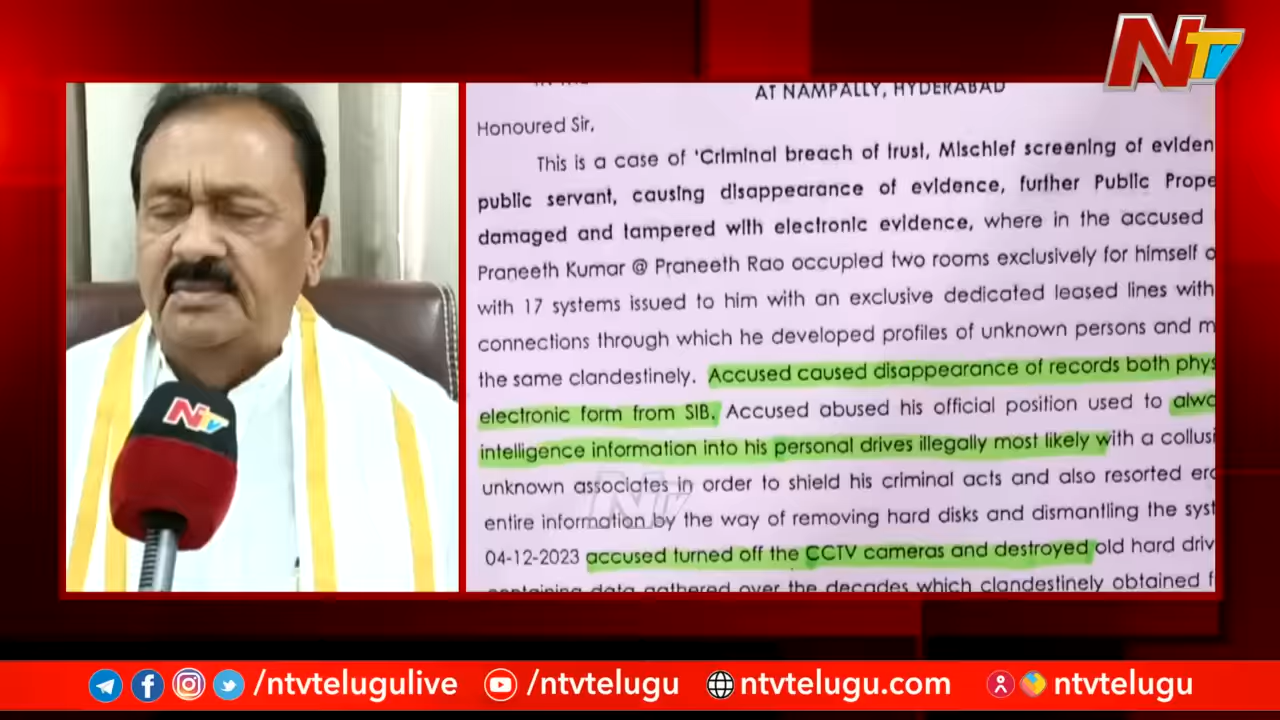 NTV
AT NAMPALLY, HYDERABAD
Honoured Sir,
This is a case of 'Criminal breach of trust, Mischief screening of eviden
public servant, causing disappearance of evidence, further Public Prope
damaged and tampered with electronic evidence, where in the accused
Praneeth Kumar @ Praneeth Rao occupied two rooms exclusively for himself o
with 17 systems issued to him with an exclusive dedicated leased lines with
connections through which he developed profiles of unknown persons and m
the same clandestinely. Accused caused disappearance of records both phys
electronic form from SIB. Accused abused his official position used to alwa
intelligence information into his personal drives illegally most likely with a collusi
unknown associates in order to shield his criminal acts and also resorted era
entire information by the way of removing hard disks and dismantling the syst
04-12-2023 accused turned off the CCTV cameras and destroyed old hard driv
containing data gathered over the decades which clandestinely obtained f
NTV
NTV
/ntvtelugulive /ntvtelugu ntvtelugu.com ntvtelugu